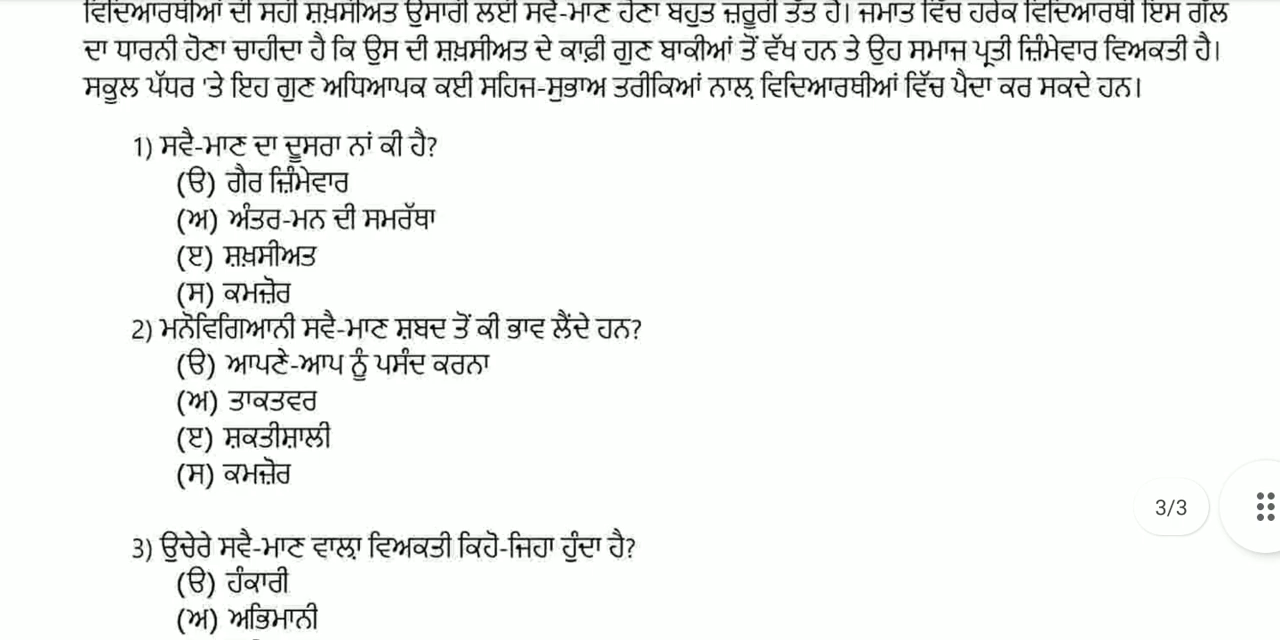 ਵਿਦਿਆਰਥੀਆਂ ਦੀ ਸਹੀ ਸ਼ਖ਼ਸੀਅਤ ਉਸਾਰੀ ਲਈ ਸਵੈ-ਮਾਣ ਹੋਣਾ ਬਹੁਤ ਜ਼ਰੂਰੀ ਤੱਤ ਹੈ। ਜਮਾਤ ਵਿੱਚ ਹਰੇਕ ਵਿਦਿਆਰਥੀ ਇਸ ਗੱਲ
ਦਾ ਧਾਰਨੀ ਹੋਣਾ ਚਾਹੀਦਾ ਹੈ ਕਿ ਉਸ ਦੀ ਸ਼ਖ਼ਸੀਅਤ ਦੇ ਕਾਫ਼ੀ ਗੁਣ ਬਾਕੀਆਂ ਤੋਂ ਵੱਖ ਹਨ ਤੇ ਉਹ ਸਮਾਜ ਪ੍ਰਤੀ ਜ਼ਿੰਮੇਵਾਰ ਵਿਅਕਤੀ ਹੈ।
ਸਕੂਲ ਪੱਧਰ 'ਤੇ ਇਹ ਗੁਣ ਅਧਿਆਪਕ ਕਈ ਸਹਿਜ-ਸੁਭਾਅ ਤਰੀਕਿਆਂ ਨਾਲ਼ ਵਿਦਿਆਰਥੀਆਂ ਵਿੱਚ ਪੈਦਾ ਕਰ ਸਕਦੇ ਹਨ।
1) ਸਵੈ-ਮਾਣ ਦਾ ਦੂਸਰਾ ਨਾਂ ਕੀ ਹੈ?
(ੳ) ਗੈਰ ਜ਼ਿੰਮੇਵਾਰ
(ਅ) ਅੰਤਰ-ਮਨ ਦੀ ਸਮਰੱਥਾ
(ੲ) ਸ਼ਖ਼ਸੀਅਤ
(ਸ) ਕਮਜ਼ੋਰ
2) ਮਨੋਵਿਗਿਆਨੀ ਸਵੈ-ਮਾਣ ਸ਼ਬਦ ਤੋਂ ਕੀ ਭਾਵ ਲੈਂਦੇ ਹਨ?
(ੳ) ਆਪਣੇ-ਆਪ ਨੂੰ ਪਸੰਦ ਕਰਨਾ
(ਅ) ਤਾਕਤਵਰ
(ੲ) ਸ਼ਕਤੀਸ਼ਾਲੀ
(ਸ) ਕਮਜ਼ੋਰ
3/3
3) ਉਚੇਰੇ ਸਵੈ-ਮਾਣ ਵਾਲ਼ਾ ਵਿਅਕਤੀ ਕਿਹੋ-ਜਿਹਾ ਹੁੰਦਾ ਹੈ?
(ੳ) ਹੰਕਾਰੀ
(ਅ) ਅਭਿਮਾਨੀ